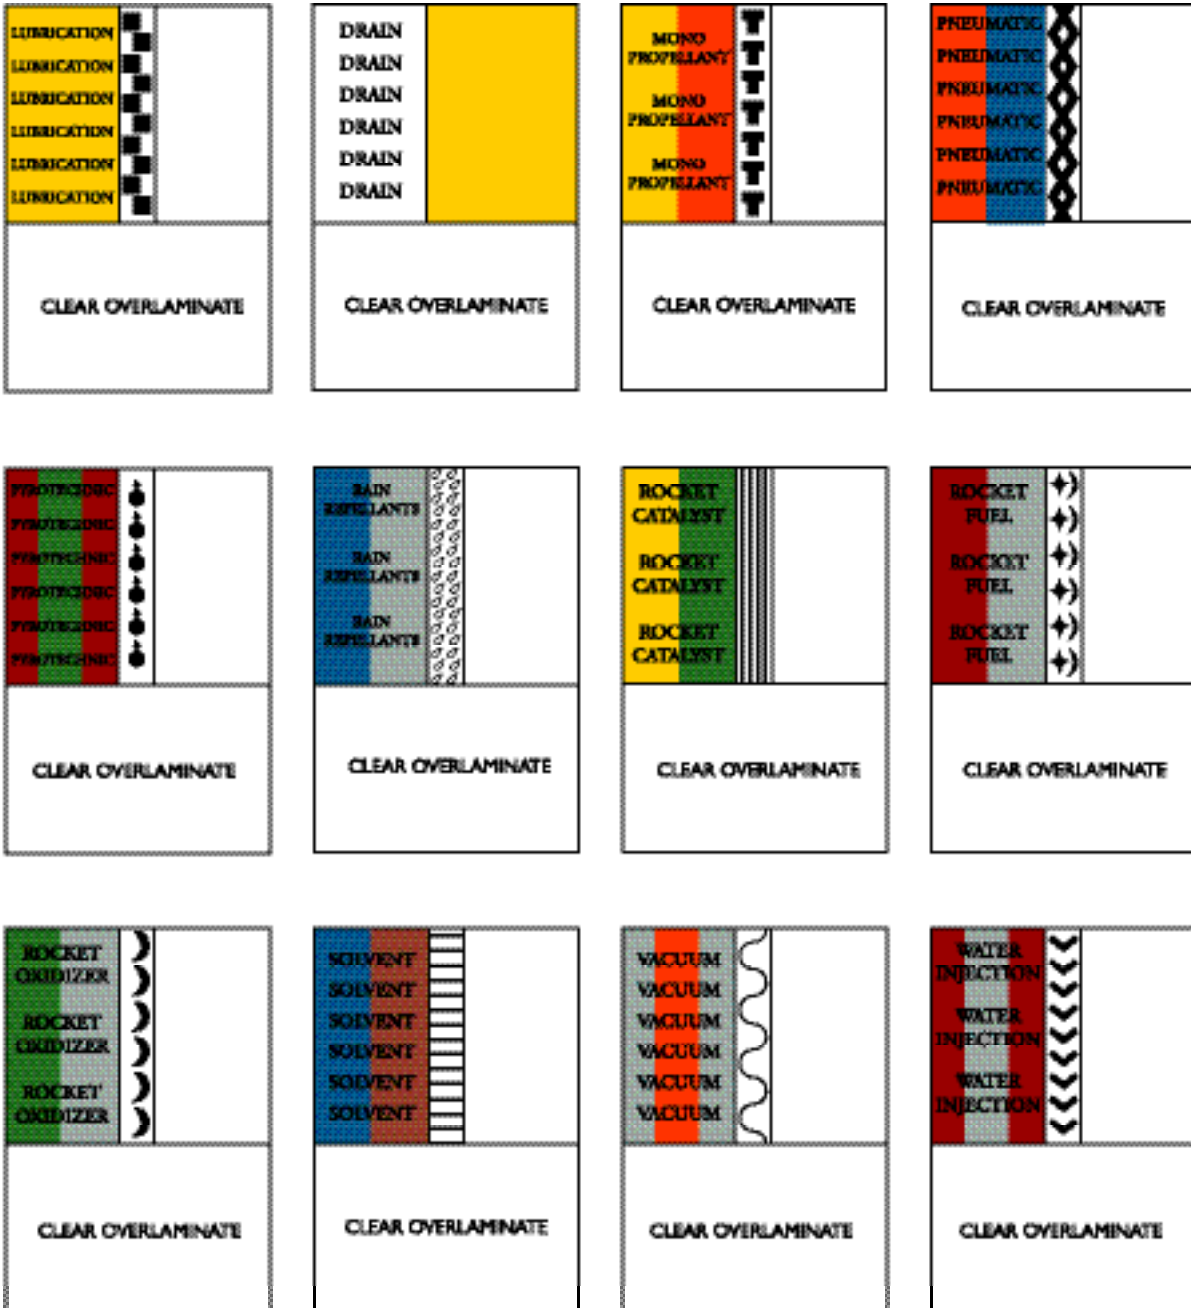 LUBRICATION
LUBRICATION
LUBRICATION
LUBRICATION
LUBRICATION
LUBRICATION
CLEAR OVERLAMINATE
DRAIN
DRAIN
DRAIN
DRAIN
DRAIN
DRAIN
CLEAR OVERLAMINATE
MONO
PROPELLANT
MONO
PROPELLANT
MONO
PROPELLANT
CLEAR OVERLAMINATE
PNEUMATIC
PNEUMATIC
PNEUMATIC
PNEUMATIC
PNEUMATIC
PNEUMATIC
CLEAR OVERLAMINATE
PYROTECHNIC
PYROTECHNIC
PYROTECHNIC
PYROTECHNIC
PYROTECHNIC
PYROTECHNIC
CLEAR OVERLAMINATE
RAIN
REPELLANTS
RAIN
REPELLANTS
RAIN
REPELLANTS
CLEAR OVERLAMINATE
ROCKET
CATALYST
ROCKET
CATALYST
ROCKET
CATALYST
CLEAR OVERLAMINATE
ROCKET
FUEL
ROCKET
FUEL
ROCKET
FUEL
CLEAR OVERLAMINATE
ROCKET
OXIDIZER
ROCKET
OXIDIZER
ROCKET
OXIDIZER
CLEAR OVERLAMINATE
SOLVENT
SOLVENT
SOLVENT
SOLVENT
SOLVENT
SOLVENT
CLEAR OVERLAMINATE
VACUUM
VACUUM
VACUUM
VACUUM
VACUUM
VACUUM
CLEAR OVERLAMINATE
WATER
INJECTION
WATER
INJECTION
WATER
INJECTION
CLEAR OVERLAMINATE